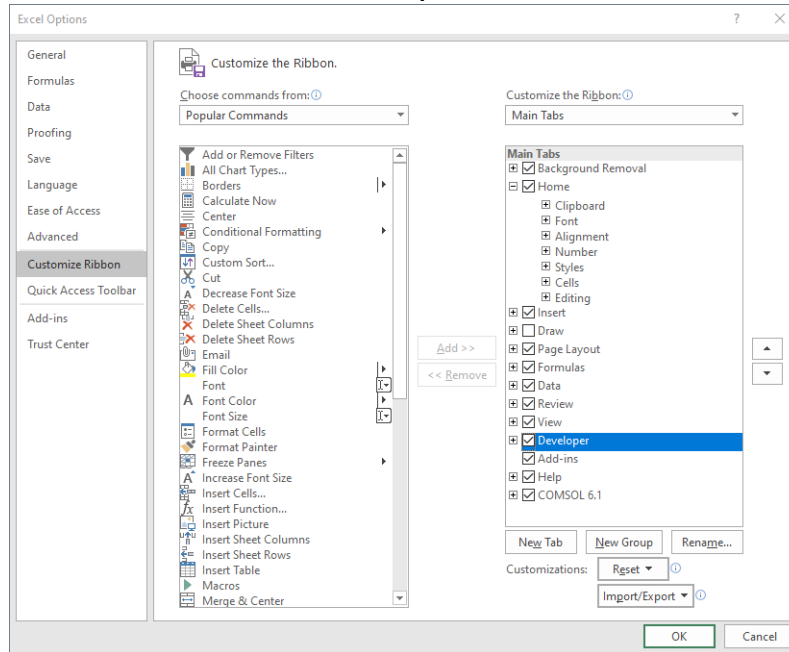 Excel Options
?
General
Formulas
Data
Proofing
Save
Language
Ease of Access
Advanced
Customize Ribbon
Quick Access Toolbar
Add-ins
Trust Center
Customize the Ribbon.
Choose commands from:
Popular Commands
Add or Remove Filters
All Chart Types...
Borders
Calculate Now
Center
Conditional Formatting
Copy
Custom Sort...
Cut
Decrease Font Size
Delete Cells...
Delete Sheet Columns
Delete Sheet Rows
Email
Fill Color
Font
Font Color
Font Size
Format Cells
Format Painter
Freeze Panes
Increase Font Size
Insert Cells...
Insert Function...
Insert Picture
Insert Sheet Columns
Insert Sheet Rows
Insert Table
Macros
Merge & Center
Add >>
<< Remove
Customize the Ribbon:
Main Tabs
Main Tabs
Background Removal
Home
Clipboard
Font
Alignment
Number
Styles
Cells
Editing
Insert
Draw
Page Layout
Formulas
Data
Review
View
Developer
Add-ins
Help
COMSOL 6.1
New Tab
New Group
Rename...
Customizations:
Reset
Import/Export
OK
Cancel